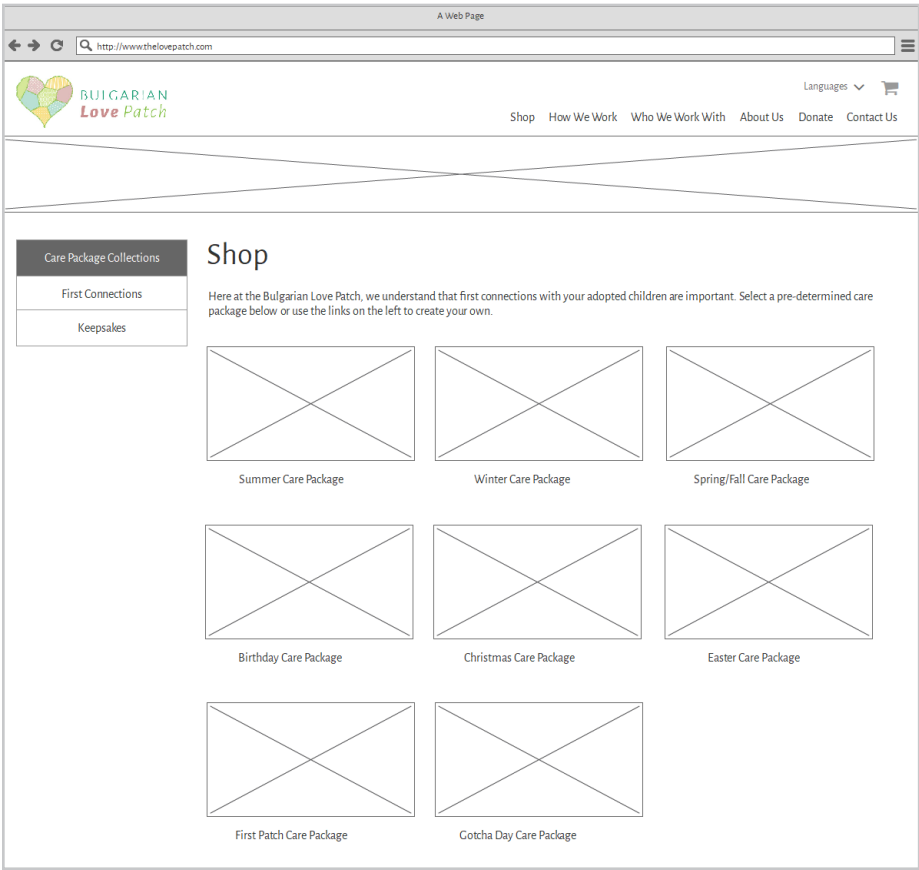 A Web Page
http://www.thelovepatch.com
BULGARIAN
Love Patch
Languages
Shop How We Work Who We Work With About Us Donate Contact Us
Care Package Collections
First Connections
Keepsakes
Shop
Here at the Bulgarian Love Patch, we understand that first connections with your adopted children are important. Select a pre-determined care
package below or use the links on the left to create your own.
Summer Care Package
Winter Care Package
Spring/Fall Care Package
Birthday Care Package
Christmas Care Package
Easter Care Package
First Patch Care Package
Gotcha Day Care Package